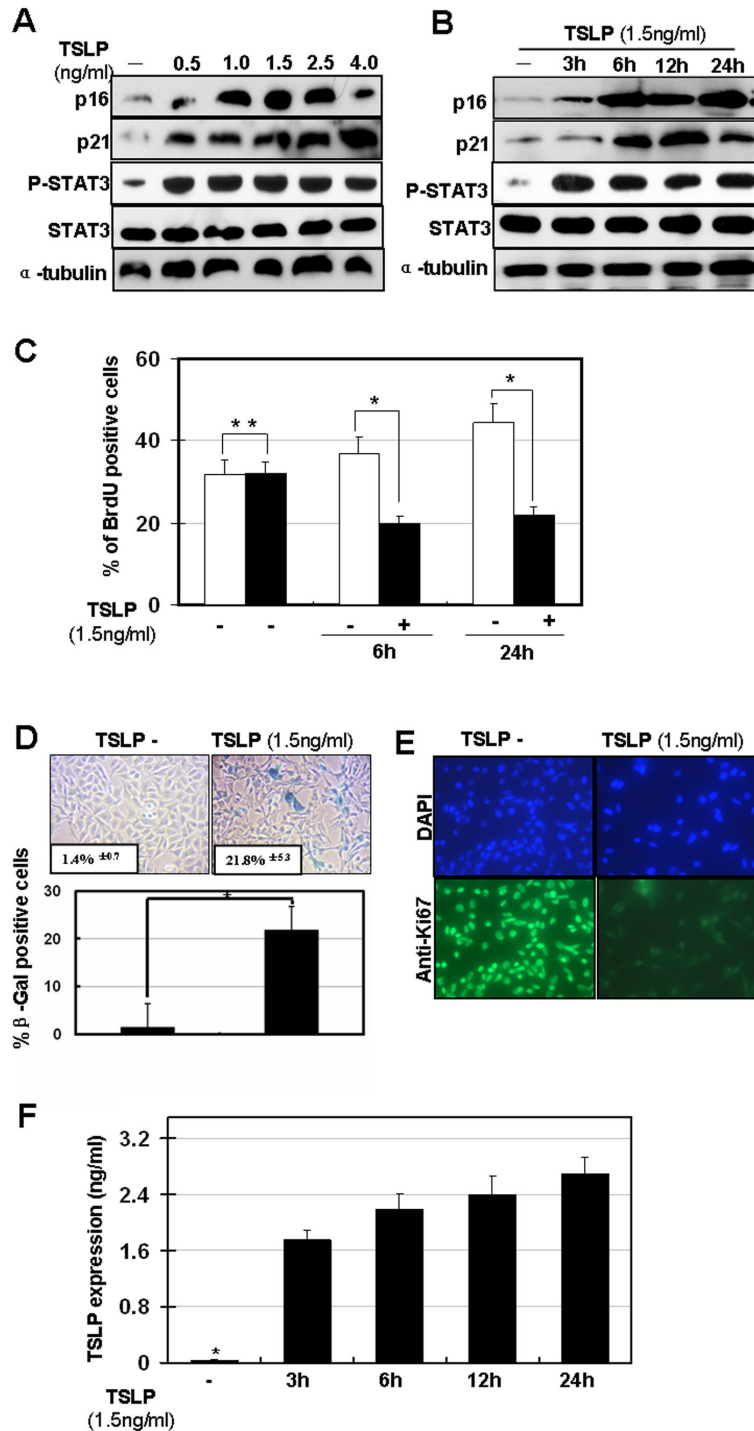 A
TSLP (ng/ml) — 0.5 1.0 1.5 2.5 4.0
p16
p21
P-STAT3
STAT3
α-tubulin
B
TSLP (1.5ng/ml)
— 3h 6h 12h 24h
p16
p21
P-STAT3
STAT3
α-tubulin
C
% of BrdU positive cells
60
40
20
0
* *
*
*
TSLP (1.5ng/ml)
- - - + - +
6h 24h
D
TSLP - TSLP (1.5ng/ml)
1.4% ±0.7 21.8% ±5.3
% β-Gal positive cells
30
20
10
0
*
E
TSLP - TSLP (1.5ng/ml)
DAPI
Anti-Ki67
F
TSLP expression (ng/ml)
3.2
2.4
1.6
0.8
0
*
- 3h 6h 12h 24h
TSLP
(1.5ng/ml)